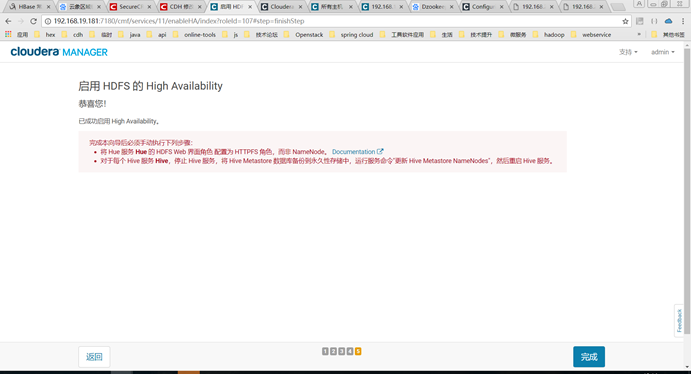 HBase
云象区
SecureC
CDH 修改
启用 HDF
Clouder
所有主机
192.168.
Dzooke
Configu
192.168.
192.168.
192.168.19.181:7180/cmf/services/11/enableHA/index?roleId=107#step=finishStep
应用 hex cdh 临时 java api online-tools js 技术论坛 Openstack spring cloud 工具软件应用 生活 技术提升 微服务 hadoop webservice » 其他书签
cloudera MANAGER 支持 admin
启用 HDFS 的 High Availability
恭喜您!
已成功启用 High Availability。
完成本向导后必须手动执行下列步骤:
将 Hue 服务 Hue 的 HDFS Web 界面角色 配置为 HTTPFS 角色，而非 NameNode。 Documentation
对于每个 Hive 服务 Hive，停止 Hive 服务，将 Hive Metastore 数据库备份到永久性存储中，运行服务命令"更新 Hive Metastore NameNodes"，然后重启 Hive 服务。
Feedback
返回 1 2 3 4 5 完成